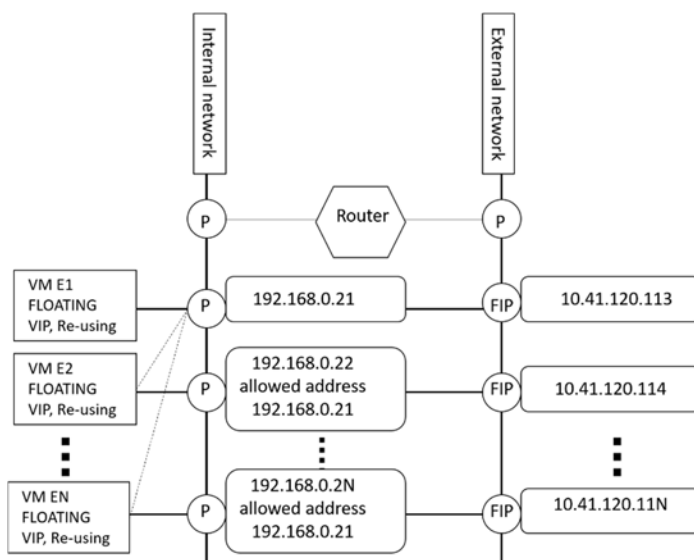 Internal network
External network
P
Router
P
VM E1
FLOATING
VIP, Re-using
P
192.168.0.21
FIP
10.41.120.113
VM E2
FLOATING
VIP, Re-using
P
192.168.0.22
allowed address
192.168.0.21
FIP
10.41.120.114
VM EN
FLOATING
VIP, Re-using
P
192.168.0.2N
allowed address
192.168.0.21
FIP
10.41.120.11N